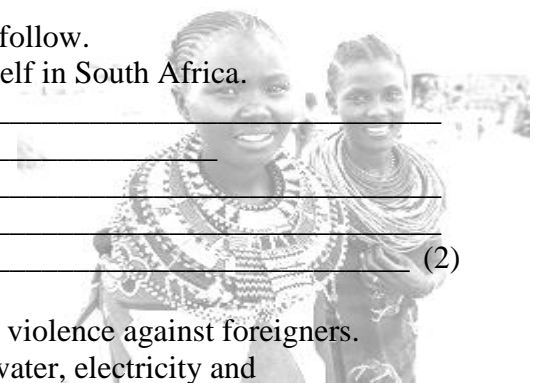 follow.
elf in South Africa.
(2)
violence against foreigners.
water, electricity and